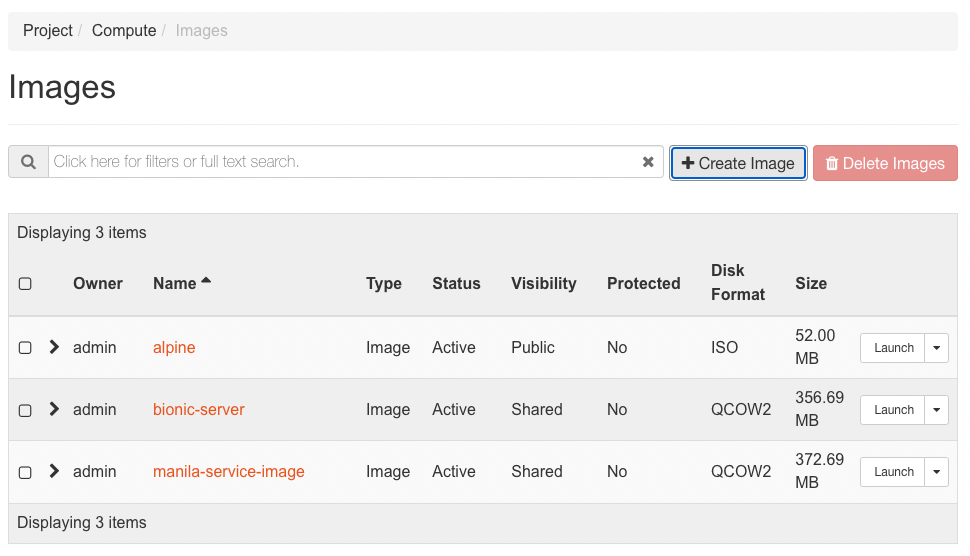 Project / Compute / Images
Images
Click here for filters or full text search.
Create Image
Delete Images
Displaying 3 items
Owner Name Type Status Visibility Protected Disk Format Size
admin alpine Image Active Public No ISO 52.00 MB Launch
admin bionic-server Image Active Shared No QCOW2 356.69 MB Launch
admin manila-service-image Image Active Shared No QCOW2 372.69 MB Launch
Displaying 3 items